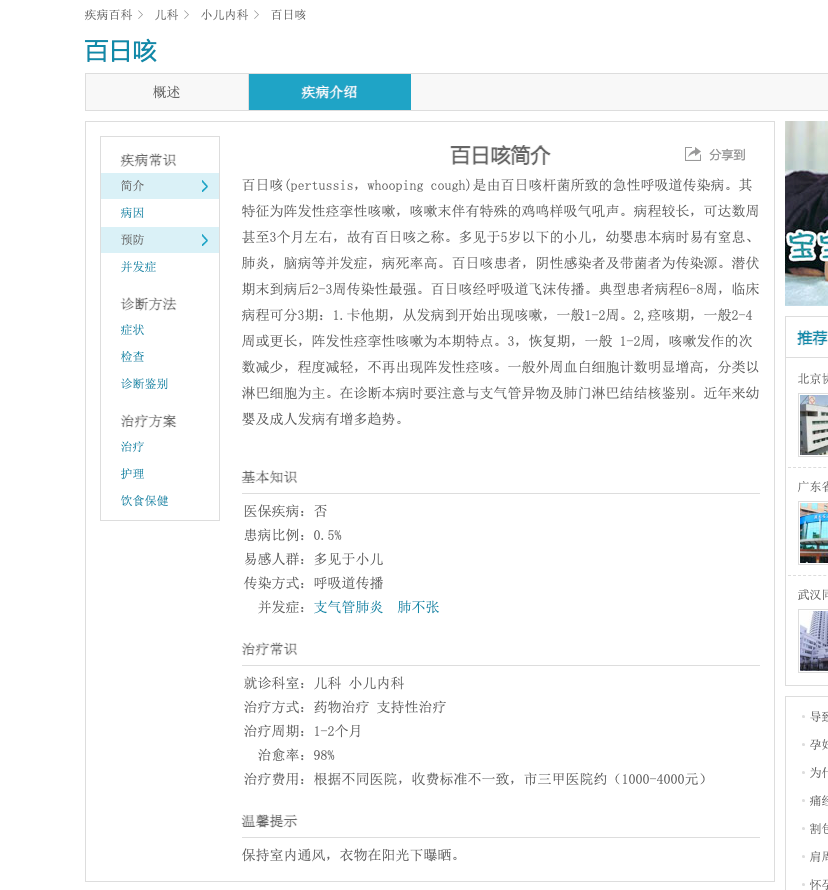 疾病百科 > 儿科 > 小儿内科 > 百日咳
百日咳
概述
疾病介绍
疾病常识
简介
病因
预防
并发症
诊断方法
症状
检查
诊断鉴别
治疗方案
治疗
护理
饮食保健
百日咳简介
分享到
百日咳(pertussis，whooping cough)是由百日咳杆菌所致的急性呼吸道传染病。其
特征为阵发性痉挛性咳嗽，咳嗽末伴有特殊的鸡鸣样吸气吼声。病程较长，可达数周
甚至3个月左右，故有百日咳之称。多见于5岁以下的小儿，幼婴患本病时易有窒息、
肺炎，脑病等并发症，病死率高。百日咳患者，阴性感染者及带菌者为传染源。潜伏
期末到病后2-3周传染性最强。百日咳经呼吸道飞沫传播。典型患者病程6-8周，临床
病程可分3期：1.卡他期，从发病到开始出现咳嗽，一般1-2周。2,痉咳期，一般2-4
周或更长，阵发性痉挛性咳嗽为本期特点。3，恢复期，一般 1-2周，咳嗽发作的次
数减少，程度减轻，不再出现阵发性痉咳。一般外周血白细胞计数明显增高，分类以
淋巴细胞为主。在诊断本病时要注意与支气管异物及肺门淋巴结结核鉴别。近年来幼
婴及成人发病有增多趋势。
基本知识
医保疾病：否
患病比例：0.5%
易感人群：多见于小儿
传染方式：呼吸道传播
并发症：支气管肺炎 肺不张
治疗常识
就诊科室：儿科 小儿内科
治疗方式：药物治疗 支持性治疗
治疗周期：1-2个月
治愈率：98%
治疗费用：根据不同医院，收费标准不一致，市三甲医院约（1000-4000元）
温馨提示
保持室内通风，衣物在阳光下曝晒。
宝
推荐
北京
广东省
武汉同
导致
孕妇
为什
痛经
割包
肩周
怀孕